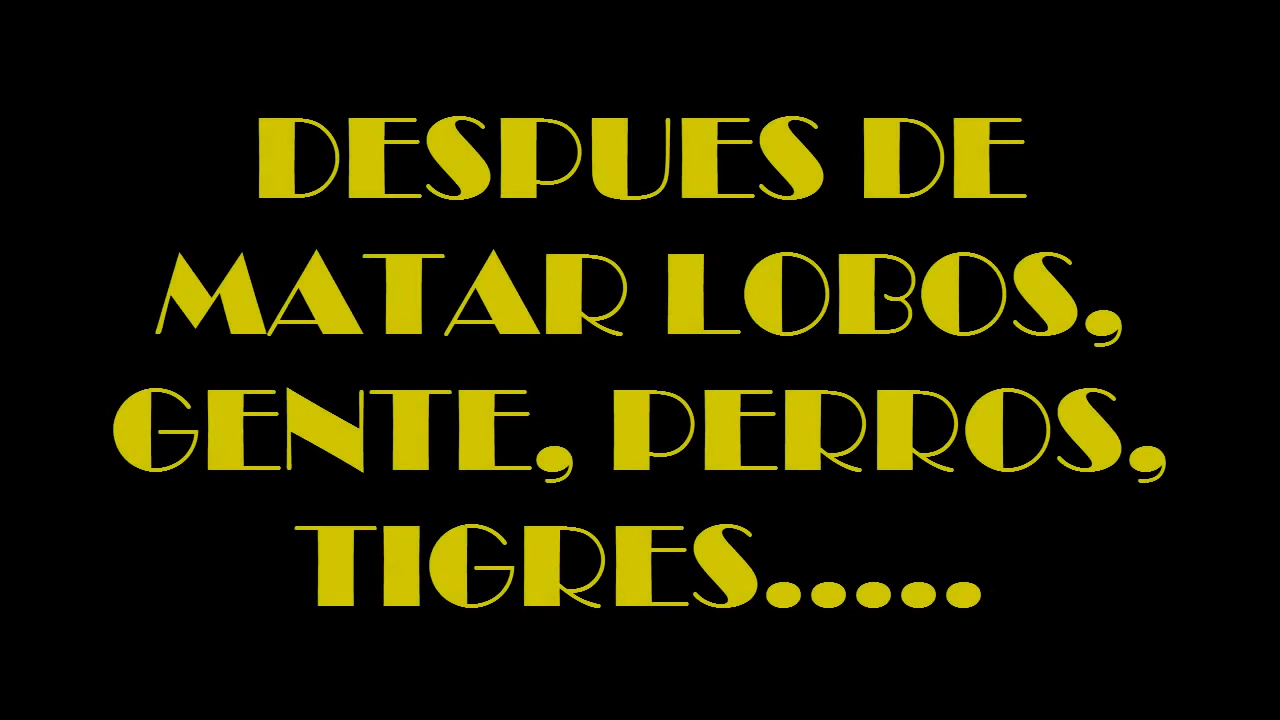 DESPUES DE
MATAR LOBOS,
GENTE, PERROS,
TIGRES.....